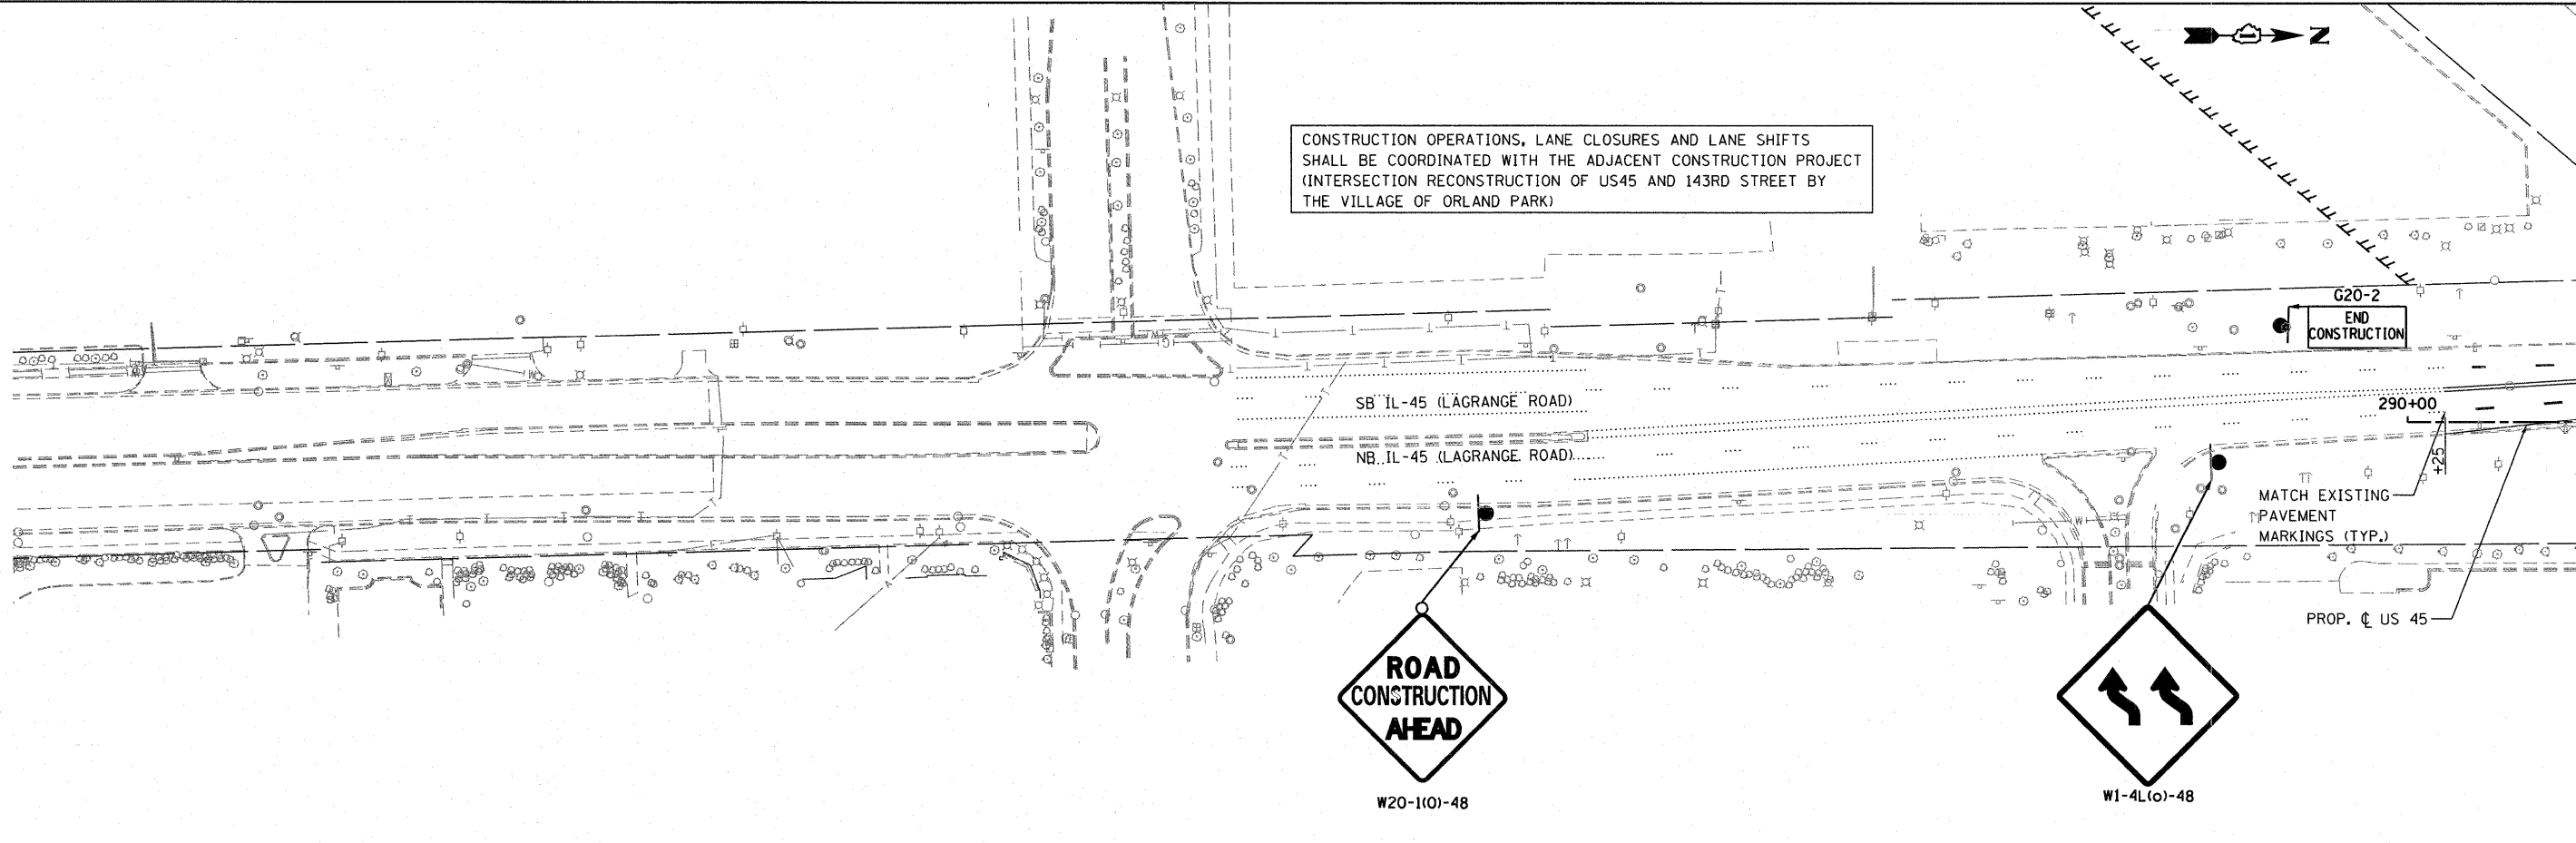 N
CONSTRUCTION OPERATIONS, LANE CLOSURES AND LANE SHIFTS
SHALL BE COORDINATED WITH THE ADJACENT CONSTRUCTION PROJECT
(INTERSECTION RECONSTRUCTION OF US45 AND 143RD STREET BY
THE VILLAGE OF ORLAND PARK)
G20-2
END
CONSTRUCTION
SB IL-45 (LAGRANGE ROAD)
290+00
NB IL-45 (LAGRANGE ROAD)
+25
MATCH EXISTING
PAVEMENT
MARKINGS (TYP.)
PROP. ℄ US 45
ROAD
CONSTRUCTION
AHEAD
W20-1(O)-48
W1-4L(o)-48